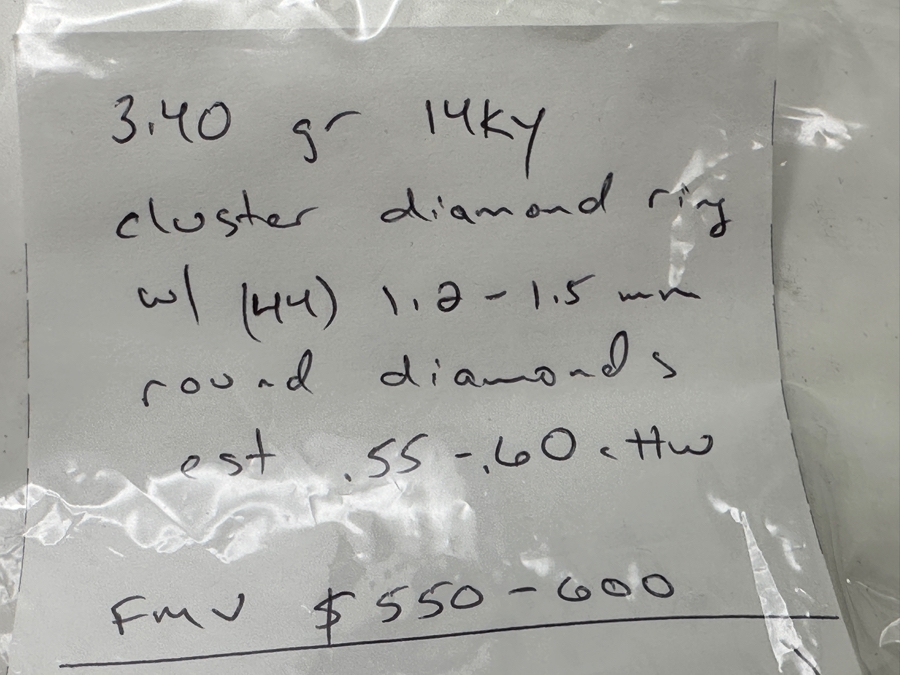 3.40 gr 14KY
cluster diamond ring
w/ (44) 1.2 - 1.5 mm
round diamonds
est .55 - .60 cttw
FMV $550 - 600